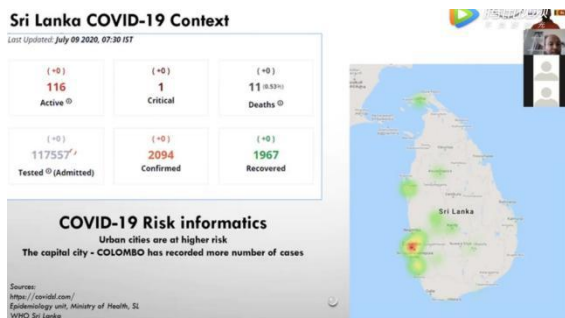 Sri Lanka COVID-19 Context
Last Updated: July 09 2020, 07:30 IST
(+0)
116
Active
(+0)
1
Critical
(+0)
11 (0.53%)
Deaths
(+0)
117557
Tested (Admitted)
(+0)
2094
Confirmed
(+0)
1967
Recovered
COVID-19 Risk informatics
Urban cities are at higher risk
The capital city - COLOMBO has recorded more number of cases
Sources:
https://covidsl.com/
Epidemiology unit, Ministry of Health, SL
WHO Sri Lanka
Sri Lanka